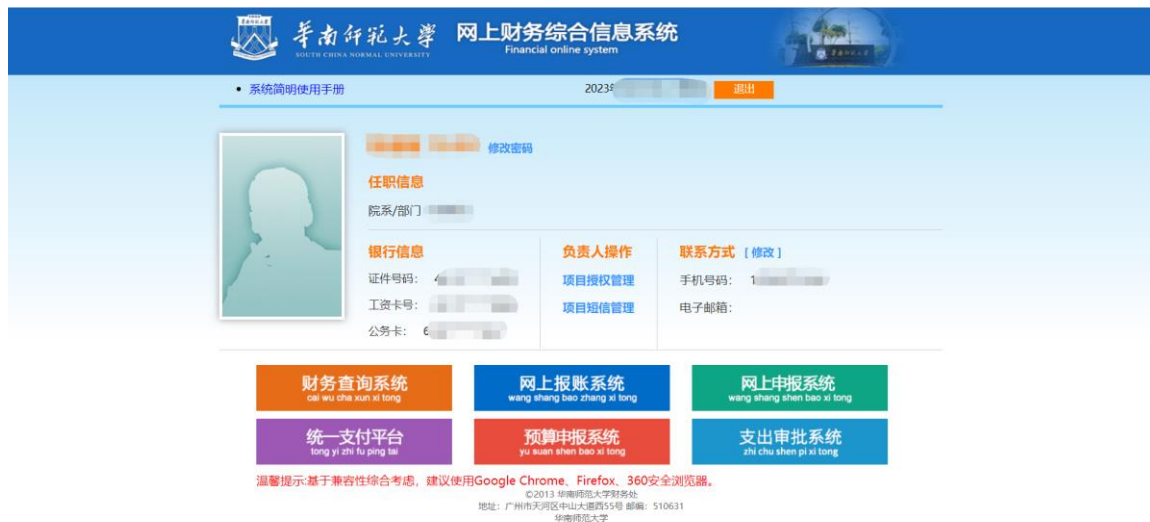 华南师范大学 网上财务综合信息系统
SOUTH CHINA NORMAL UNIVERSITY Financial online system
系统简明使用手册 2023年 退出
修改密码
任职信息
院系/部门
银行信息 负责人操作 联系方式 [ 修改 ]
证件号码： 4 项目授权管理 手机号码： 1
工资卡号： 项目短信管理 电子邮箱：
公务卡： 6
财务查询系统 网上报账系统 网上申报系统
cai wu cha xun xi tong wang shang bao zhang xi tong wang shang shen bao xi tong
统一支付平台 预算申报系统 支出审批系统
tong yi zhi fu ping tai yu suan shen bao xi tong zhi chu shen pi xi tong
温馨提示:基于兼容性综合考虑，建议使用Google Chrome、Firefox、360安全浏览器。
©2013 华南师范大学财务处
地址：广州市天河区中山大道西55号 邮编：510631
华南师范大学